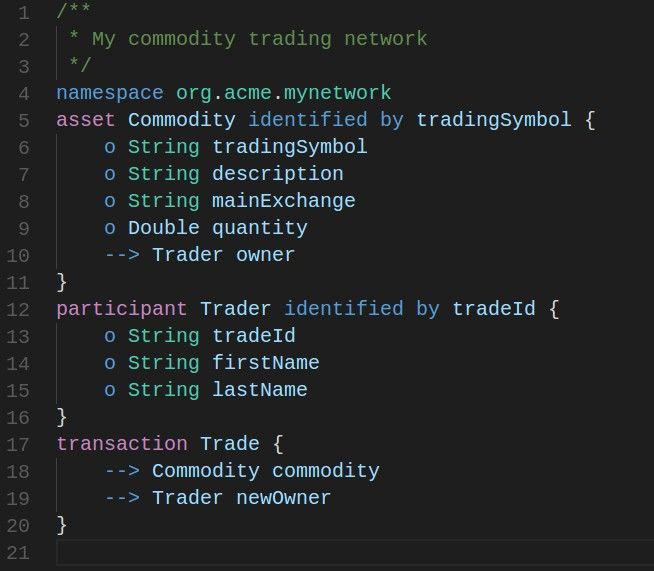 1 /**
2  * My commodity trading network
3  */
4 namespace org.acme.mynetwork
5 asset Commodity identified by tradingSymbol {
6     o String tradingSymbol
7     o String description
8     o String mainExchange
9     o Double quantity
10     --> Trader owner
11 }
12 participant Trader identified by tradeId {
13     o String tradeId
14     o String firstName
15     o String lastName
16 }
17 transaction Trade {
18     --> Commodity commodity
19     --> Trader newOwner
20 }
21